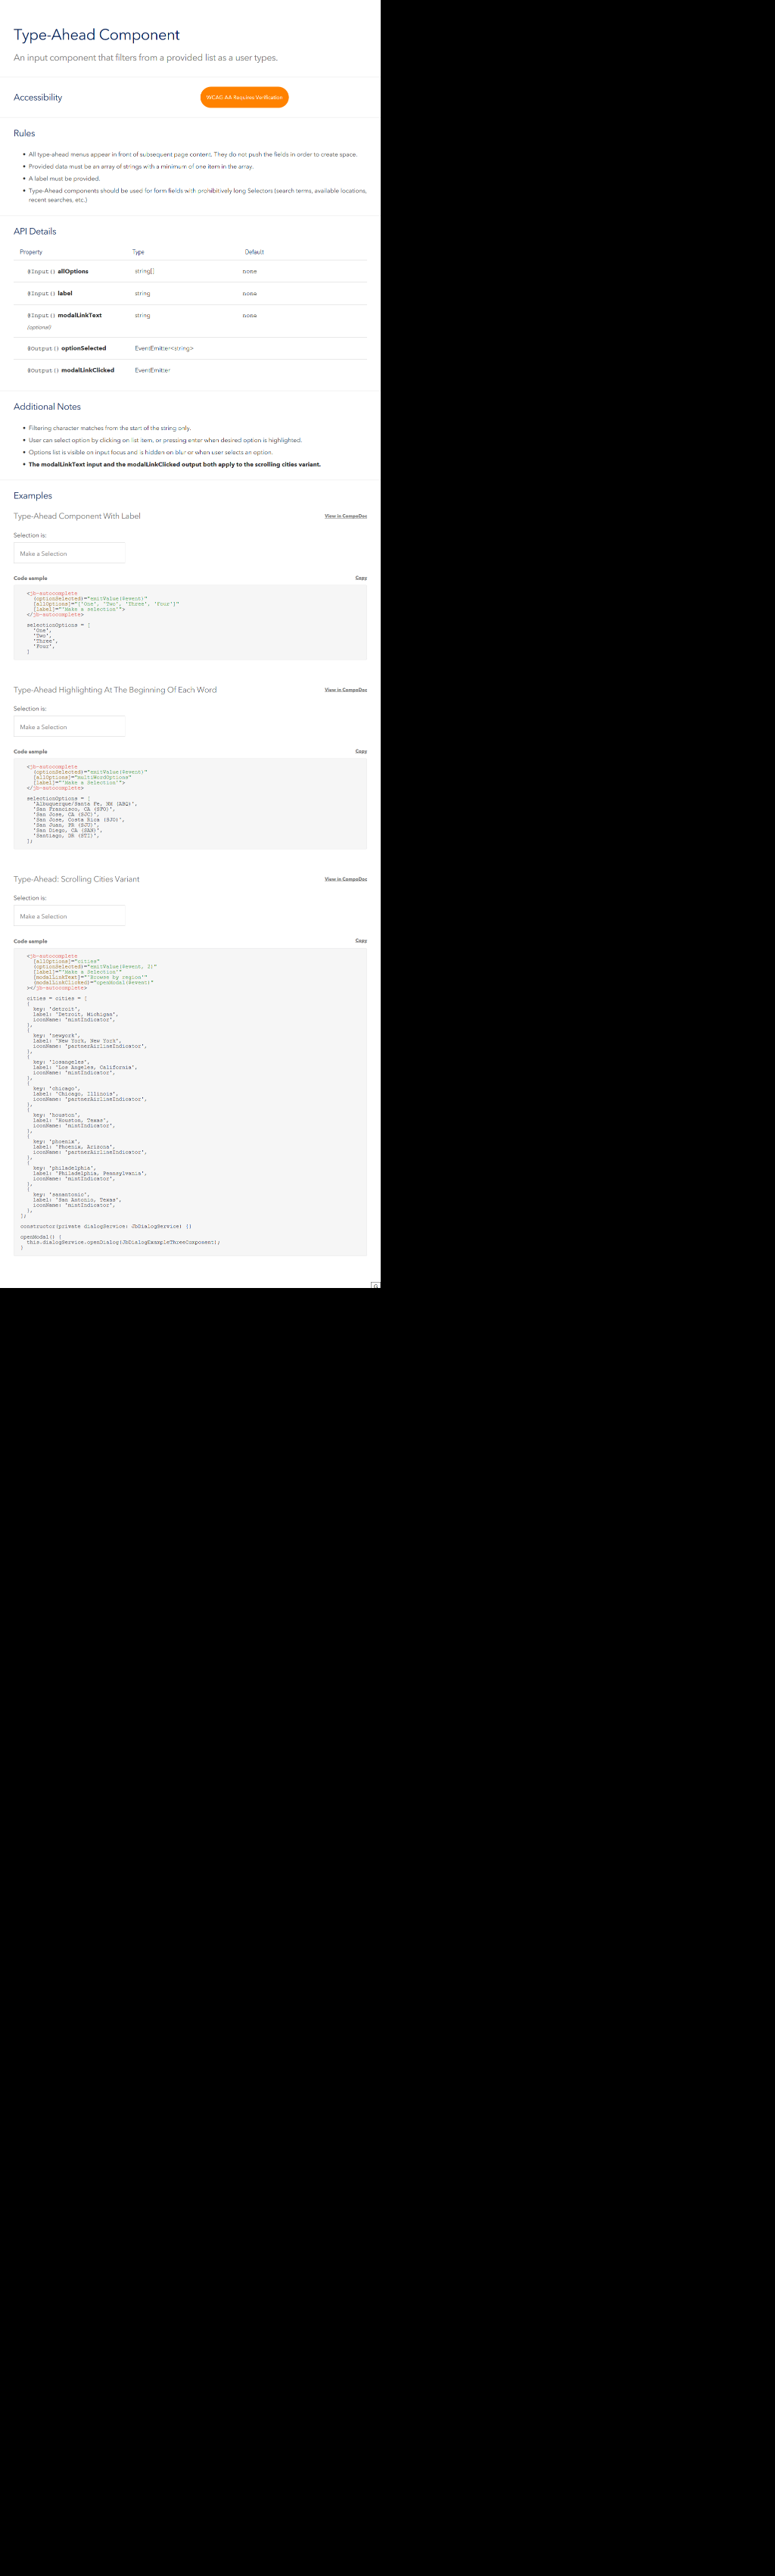 Type-Ahead Component
An input component that filters from a provided list as a user types.
Accessibility
WCAG AA Requires Verification
Rules
• All type-ahead menus appear in front of subsequent page content. They do not push the fields in order to create space.
• Provided data must be an array of strings with a minimum of one item in the array.
• A label must be provided.
• Type-Ahead components should be used for form fields with prohibitively long Selectors (search terms, available locations,
recent searches, etc.)
API Details
Property Type Default
@Input() allOptions string[] none
@Input() label string none
@Input() modalLinkText string none
(optional)
@Output() optionSelected EventEmitter<string>
@Output() modalLinkClicked EventEmitter
Additional Notes
• Filtering character matches from the start of the string only.
• User can select option by clicking on list item, or pressing enter when desired option is highlighted.
• Options list is visible on input focus and is hidden on blur or when user selects an option.
• The modalLinkText input and the modalLinkClicked output both apply to the scrolling cities variant.
Examples
Type-Ahead Component With Label View in CompoDoc
Selection is:
Make a Selection
Code sample Copy
<jb-autocomplete
(optionSelected)="emitValue($event)"
[allOptions]="['One', 'Two', 'Three', 'Four']"
[label]="'Make a selection'">
</jb-autocomplete>
selectionOptions = [
'One',
'Two',
'Three',
'Four',
]
Type-Ahead Highlighting At The Beginning Of Each Word View in CompoDoc
Selection is:
Make a Selection
Code sample Copy
<jb-autocomplete
(optionSelected)="emitValue($event)"
[allOptions]="multiWordOptions"
[label]="'Make a Selection'">
</jb-autocomplete>
selectionOptions = [
'Albuquerque/Santa Fe, NM (ABQ)',
'San Francisco, CA (SFO)',
'San Jose, CA (SJC)',
'San Jose, Costa Rica (SJO)',
'San Juan, PR (SJU)',
'San Diego, CA (SAN)',
'Santiago, DR (STI)',
];
Type-Ahead: Scrolling Cities Variant View in CompoDoc
Selection is:
Make a Selection
Code sample Copy
<jb-autocomplete
[allOptions]="cities"
(optionSelected)="emitValue($event, 3)"
[label]="'Make a Selection'"
[modalLinkText]="'Browse by region'"
(modalLinkClicked)="openModal($event)"
></jb-autocomplete>
cities = cities = [
{
key: 'detroit',
label: 'Detroit, Michigan',
iconName: 'mintIndicator',
},
{
key: 'newyork',
label: 'New York, New York',
iconName: 'partnerAirlineIndicator',
},
{
key: 'losangeles',
label: 'Los Angeles, California',
iconName: 'mintIndicator',
},
{
key: 'chicago',
label: 'Chicago, Illinois',
iconName: 'partnerAirlineIndicator',
},
{
key: 'houston',
label: 'Houston, Texas',
iconName: 'mintIndicator',
},
{
key: 'phoenix',
label: 'Phoenix, Arizona',
iconName: 'partnerAirlineIndicator',
},
{
key: 'philadelphia',
label: 'Philadelphia, Pennsylvania',
iconName: 'mintIndicator',
},
{
key: 'sanantonio',
label: 'San Antonio, Texas',
iconName: 'mintIndicator',
},
];
constructor(private dialogService: JbDialogService) {}
openModal() {
this.dialogService.openDialog(JbDialogExampleThreeComponent);
}